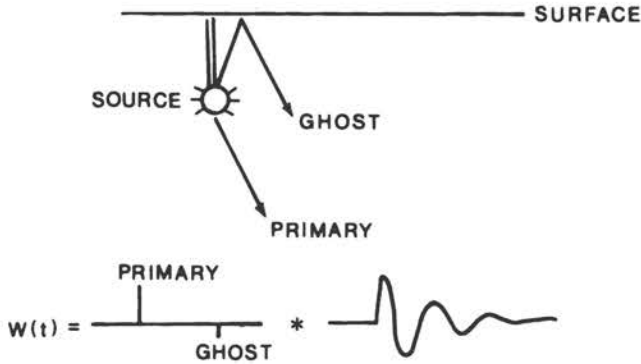 SURFACE
SOURCE
GHOST
PRIMARY
PRIMARY
W(t) = *
GHOST